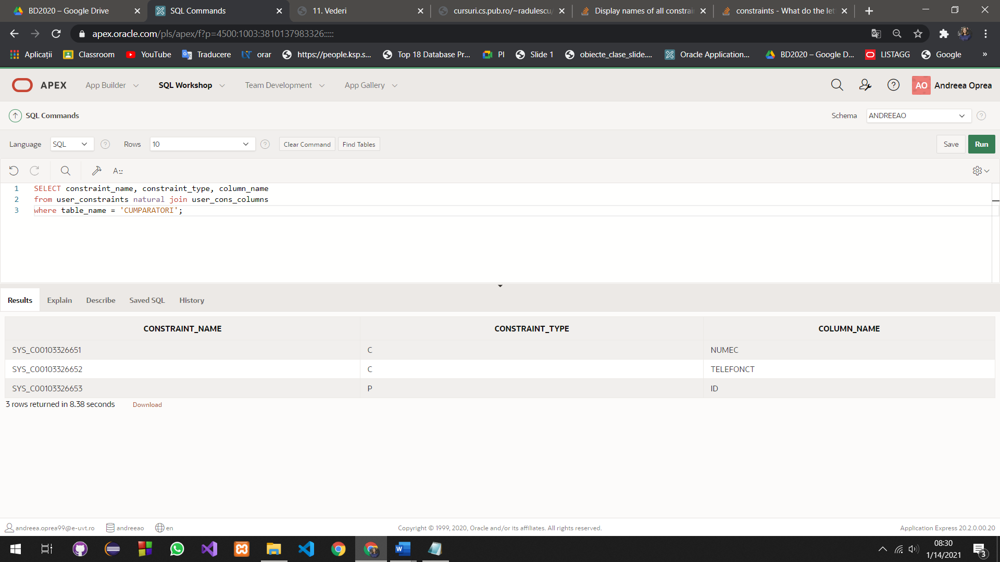 BD2020 – Google Drive
SQL Commands
11. Vederi
cursuri.cs.pub.ro/~radulescu/
Display names of all constrai
constraints - What do the let
apex.oracle.com/pls/apex/f?p=4500:1003:3810137983326:::::
Aplicații
Classroom
YouTube
Traducere
orar
https://people.ksp.s...
Top 18 Database Pr...
PI
Slide 1
obiecte_clase_slide....
Oracle Application...
BD2020 – Google D...
LISTAGG
Google
»
APEX
App Builder
SQL Workshop
Team Development
App Gallery
AO
Andreea Oprea
SQL Commands
Schema
ANDREEAO
Language
SQL
Rows
10
Clear Command
Find Tables
Save
Run
1 SELECT constraint_name, constraint_type, column_name
2 from user_constraints natural join user_cons_columns
3 where table_name = 'CUMPARATORI';
Results
Explain
Describe
Saved SQL
History
CONSTRAINT_NAME CONSTRAINT_TYPE COLUMN_NAME
SYS_C00103326651 C NUMEC
SYS_C00103326652 C TELEFONCT
SYS_C00103326653 P ID
3 rows returned in 8.38 seconds
Download
andreea.oprea99@e-uvt.ro
andreeao
en
Copyright © 1999, 2020, Oracle and/or its affiliates. All rights reserved.
Application Express 20.2.0.00.20
08:30
1/14/2021
3